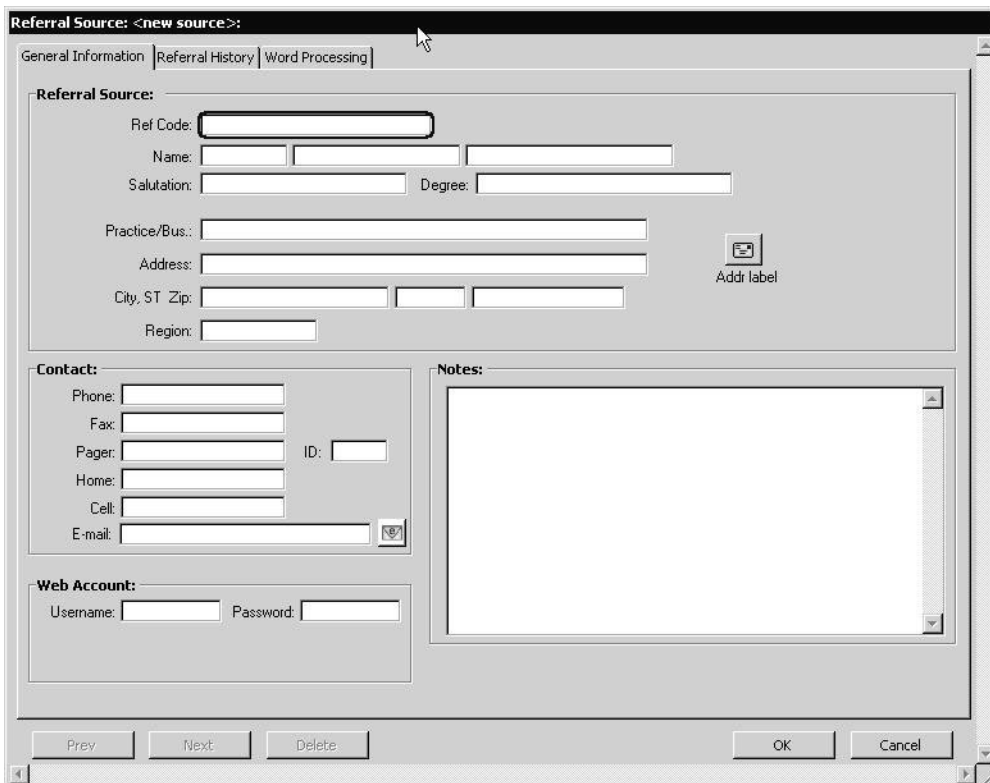 Referral Source: <new source>:
General Information Referral History Word Processing
Referral Source:
Ref Code:
Name:
Salutation: Degree:
Practice/Bus.:
Address:
Addr label
City, ST Zip:
Region:
Contact: Notes:
Phone:
Fax:
Pager: ID:
Home:
Cell:
E-mail:
Web Account:
Username: Password:
Prev Next Delete OK Cancel